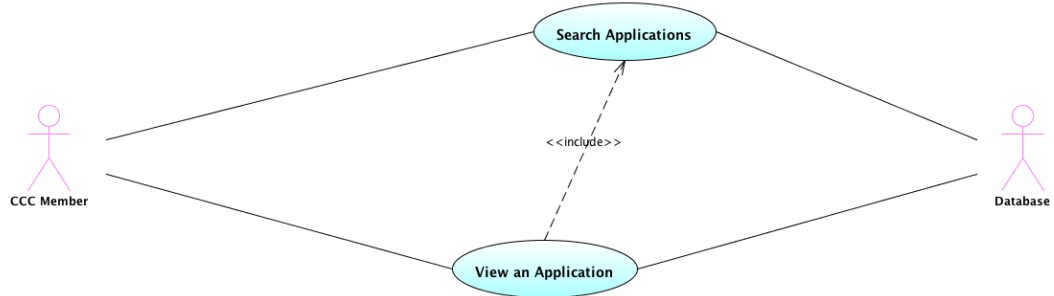 Search Applications
<<include>>
CCC Member
Database
View an Application